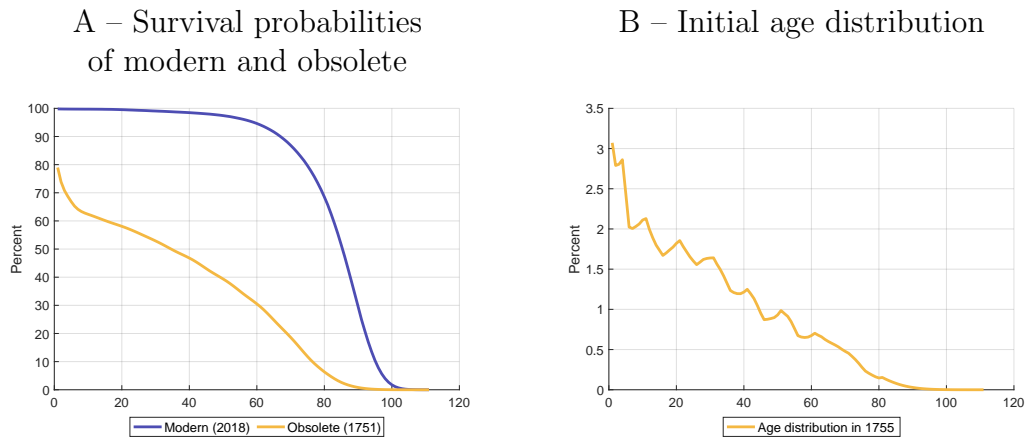 A – Survival probabilities
of modern and obsolete
100
90
80
70
60
50
40
30
20
10
0
Percent
0 20 40 60 80 100 120
Modern (2018) Obsolete (1751)
B – Initial age distribution
3.5
3
2.5
2
1.5
1
0.5
0
Percent
0 20 40 60 80 100 120
Age distribution in 1755